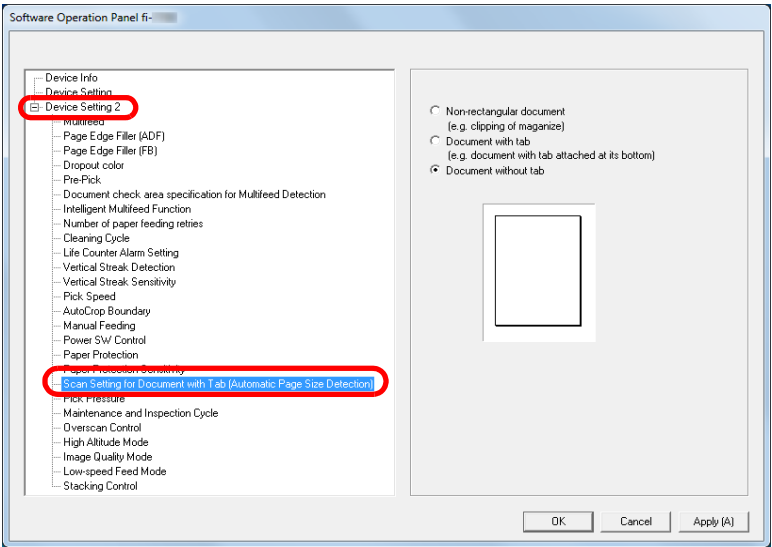 Software Operation Panel fi-
Device Info
Device Setting
Device Setting 2
Multifeed
Page Edge Filler (ADF)
Page Edge Filler (FB)
Dropout color
Pre-Pick
Document check area specification for Multifeed Detection
Intelligent Multifeed Function
Number of paper feeding retries
Cleaning Cycle
Life Counter Alarm Setting
Vertical Streak Detection
Vertical Streak Sensitivity
Pick Speed
AutoCrop Boundary
Manual Feeding
Power SW Control
Paper Protection
Paper Protection Sensitivity
Scan Setting for Document with Tab (Automatic Page Size Detection)
Pick Pressure
Maintenance and Inspection Cycle
Overscan Control
High Altitude Mode
Image Quality Mode
Low-speed Feed Mode
Stacking Control
Non-rectangular document
(e.g. clipping of maganize)
Document with tab
(e.g. document with tab attached at its bottom)
Document without tab
OK
Cancel
Apply (A)